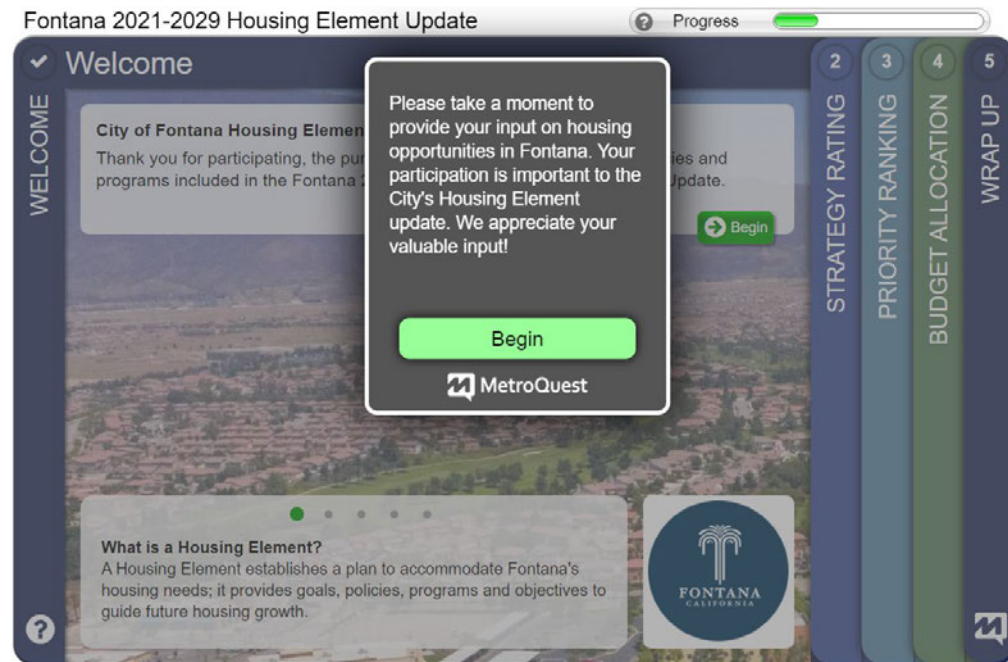 Fontana 2021-2029 Housing Element Update
? Progress
Welcome
WELCOME
City of Fontana Housing Elemen
Thank you for participating, the pur
ies and
programs included in the Fontana
Update.
Begin
Please take a moment to
provide your input on housing
opportunities in Fontana. Your
participation is important to the
City's Housing Element
update. We appreciate your
valuable input!
Begin
MetroQuest
What is a Housing Element?
A Housing Element establishes a plan to accommodate Fontana's
housing needs; it provides goals, policies, programs and objectives to
guide future housing growth.
FONTANA
CALIFORNIA
?
2
STRATEGY RATING
3
PRIORITY RANKING
4
BUDGET ALLOCATION
5
WRAP UP